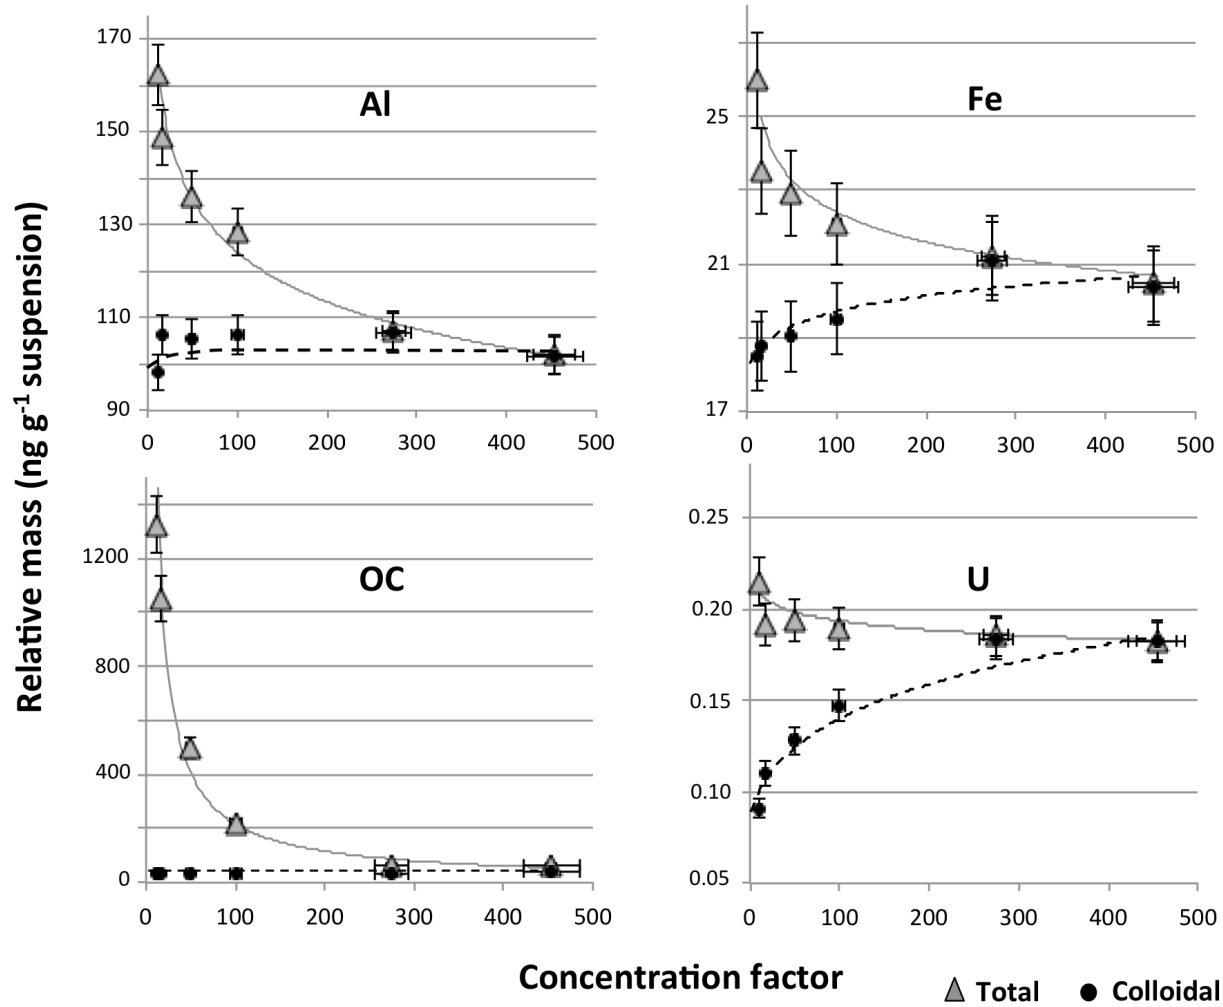 Relative mass (ng g-1 suspension)
170
150
130
110
90
Al
0 100 200 300 400 500
25
21
17
Fe
0 100 200 300 400 500
1200
800
400
0
OC
0 100 200 300 400 500
0.25
0.20
0.15
0.10
0.05
U
0 100 200 300 400 500
Concentration factor
Total Colloidal